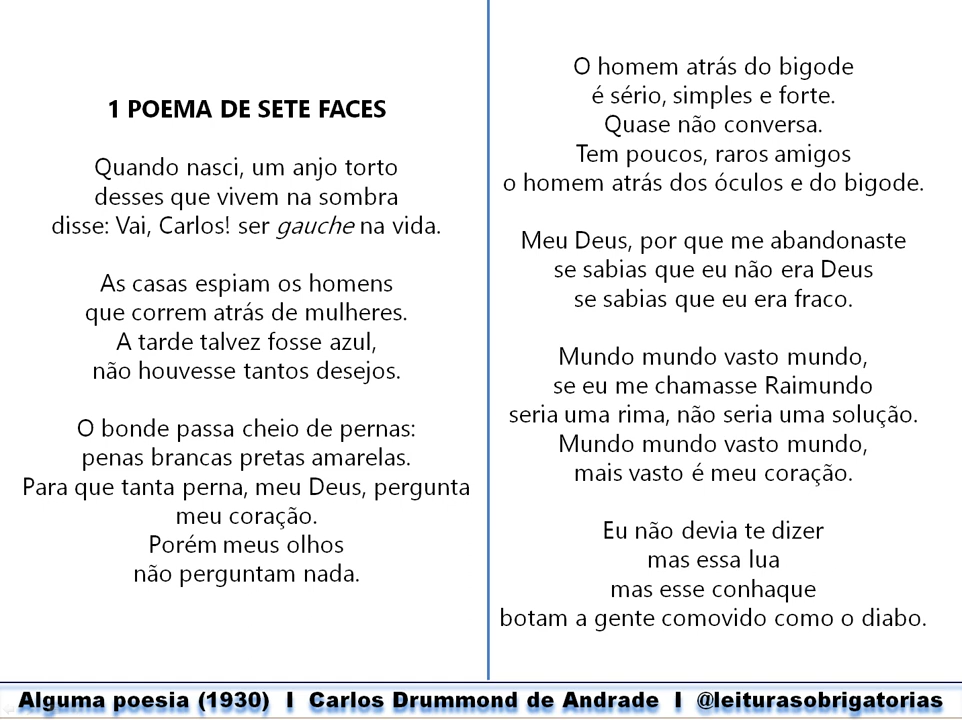 1 POEMA DE SETE FACES
Quando nasci, um anjo torto
desses que vivem na sombra
disse: Vai, Carlos! ser gauche na vida.
As casas espiam os homens
que correm atrás de mulheres.
A tarde talvez fosse azul,
não houvesse tantos desejos.
O bonde passa cheio de pernas:
penas brancas pretas amarelas.
Para que tanta perna, meu Deus, pergunta
meu coração.
Porém meus olhos
não perguntam nada.
O homem atrás do bigode
é sério, simples e forte.
Quase não conversa.
Tem poucos, raros amigos
o homem atrás dos óculos e do bigode.
Meu Deus, por que me abandonaste
se sabias que eu não era Deus
se sabias que eu era fraco.
Mundo mundo vasto mundo,
se eu me chamasse Raimundo
seria uma rima, não seria uma solução.
Mundo mundo vasto mundo,
mais vasto é meu coração.
Eu não devia te dizer
mas essa lua
mas esse conhaque
botam a gente comovido como o diabo.
Alguma poesia (1930) I Carlos Drummond de Andrade I @leiturasobrigatorias